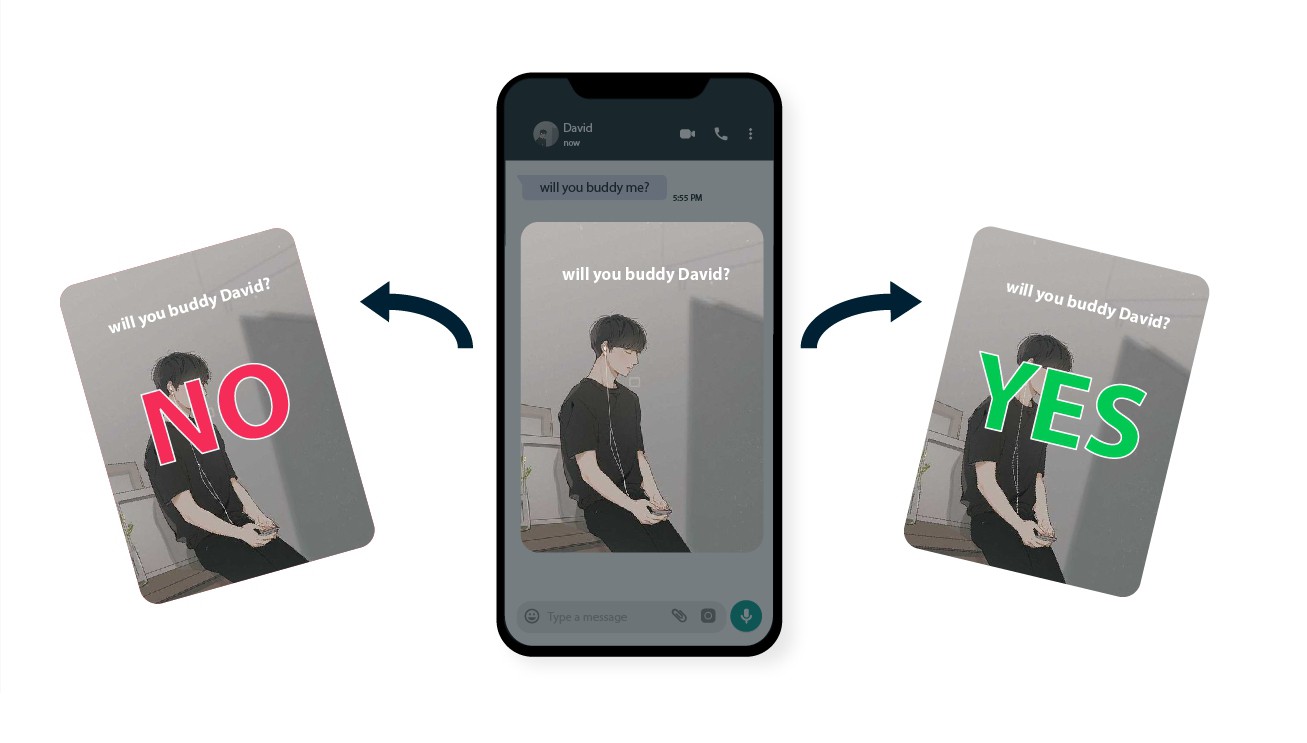 David
now
will you buddy me?
5:55 PM
will you buddy David?
Type a message
will you buddy David?
NO
will you buddy David?
YES